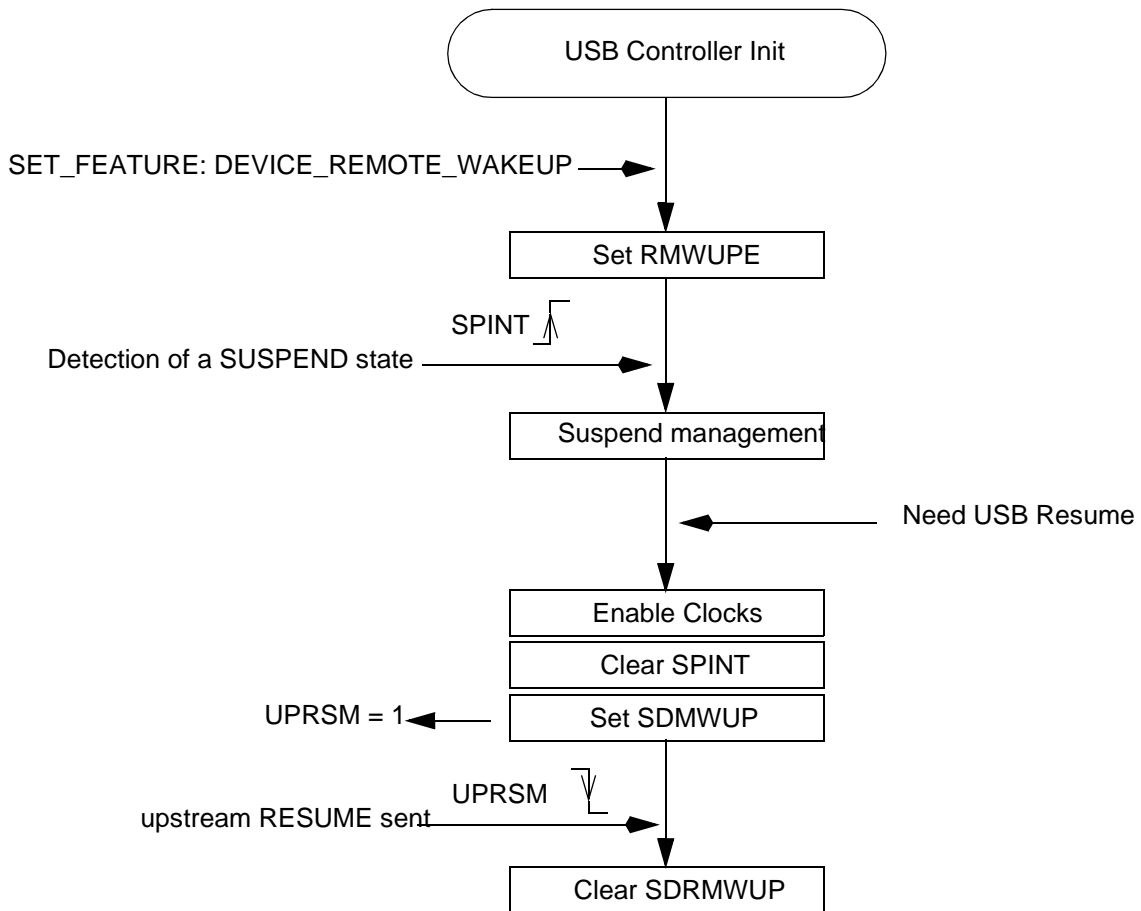 USB Controller Init
SET_FEATURE: DEVICE_REMOTE_WAKEUP
Set RMWUPE
SPINT
Detection of a SUSPEND state
Suspend management
Need USB Resume
Enable Clocks
Clear SPINT
UPRSM = 1
Set SDMWUP
UPRSM
upstream RESUME sent
Clear SDRMWUP